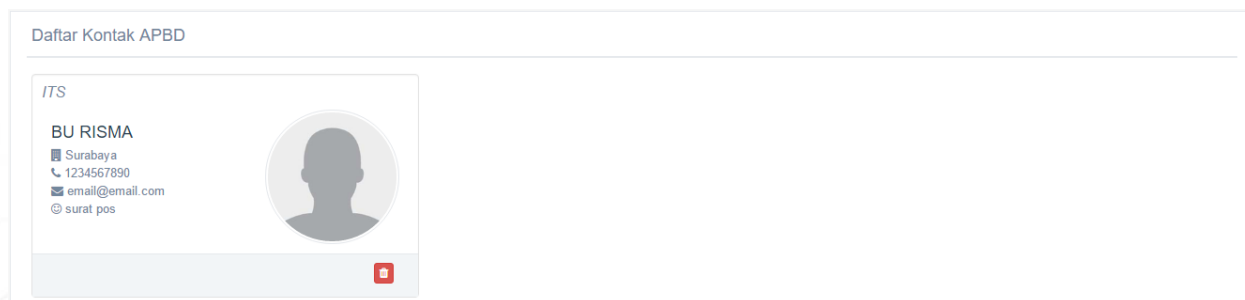 Daftar Kontak APBD
ITS
BU RISMA
Surabaya
1234567890
email@email.com
surat pos